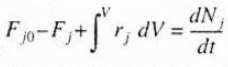 F_{j0} – F_j + ∫^V r_j dV = dN_j / dt